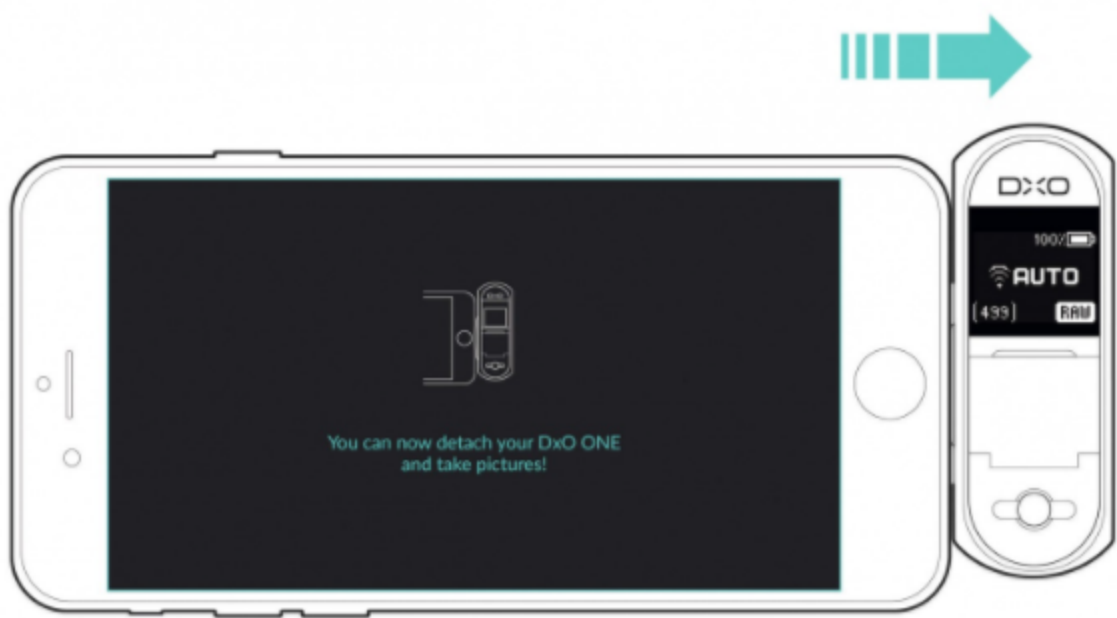 DXO
100%
AUTO
[499] RAW
You can now detach your DxO ONE
and take pictures!